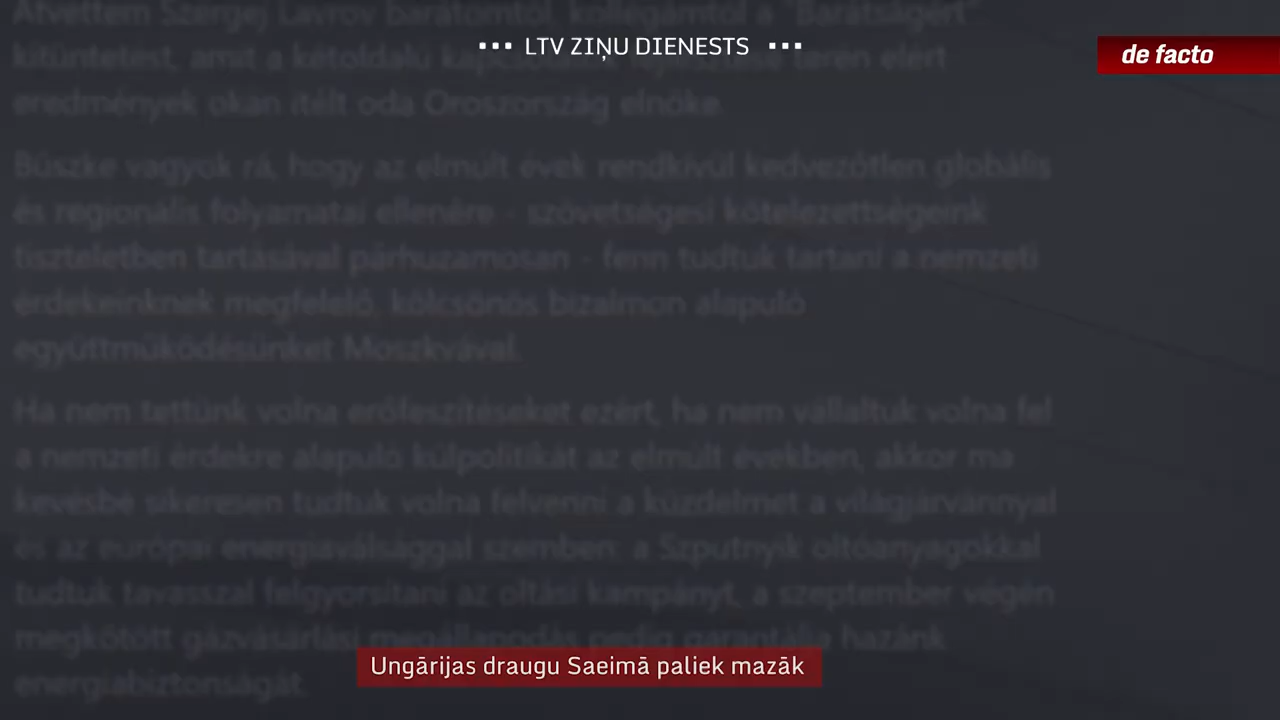 Átvettem Szergej Lavrov barátomtól, kollégámtól a "Barátságért"
LTV ZIŅU DIENESTS
de facto
kitüntetést, amit a kétoldalú terén elért
eredmények okán ítélt oda Oroszország elnöke.
Büszke vagyok rá, hogy az elmúlt évek rendkívül kedvezőtlen globális
és regionális folyamatai ellenére - szövetségesi kötelezettségeink
tiszteletben tartásával párhuzamosan - fenn tudtuk tartani a nemzeti
érdekeinknek megfelelő, kölcsönös bizalmon alapuló
együttműködésünket Moszkvával.
Ha nem tettünk volna erőfeszítéseket ezért, ha nem vállaltuk volna fel
a nemzeti érdekre alapuló külpolitikát az elmúlt években, akkor ma
kevésbé sikeresen tudtuk volna felvenni a küzdelmet a világjárvánnyal
és az európai energiaválsággal szemben: a Szputnyik oltóanyagokkal
tudtuk tavasszal felgyorsítani az oltási kampányt, a szeptember végén
megkötött gázvásárlási megállapodás pedig garantálja hazánk
Ungārijas draugu Saeimā paliek mazāk
energiabiztonságát.